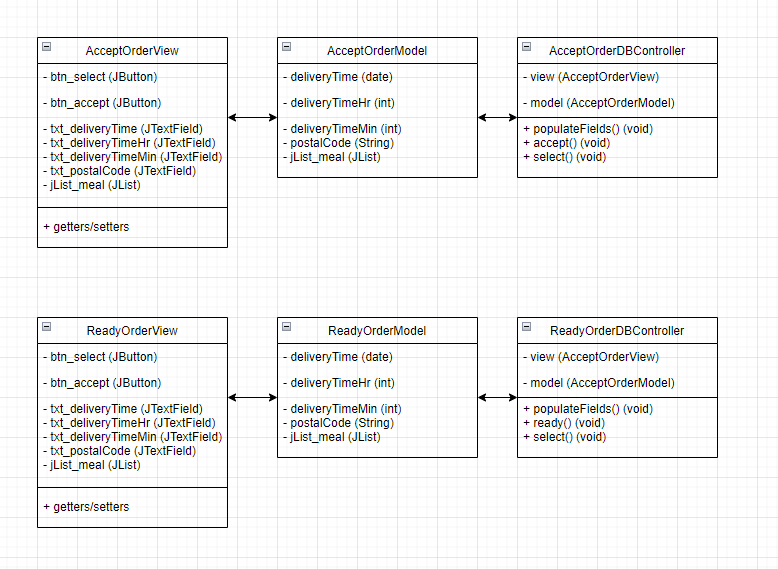 AcceptOrderView
- btn_select (JButton)
- btn_accept (JButton)
- txt_deliveryTime (JTextField)
- txt_deliveryTimeHr (JTextField)
- txt_deliveryTimeMin (JTextField)
- txt_postalCode (JTextField)
- jList_meal (JList)
+ getters/setters
AcceptOrderModel
- deliveryTime (date)
- deliveryTimeHr (int)
- deliveryTimeMin (int)
- postalCode (String)
- jList_meal (JList)
AcceptOrderDBController
- view (AcceptOrderView)
- model (AcceptOrderModel)
+ populateFields() (void)
+ accept() (void)
+ select() (void)
ReadyOrderView
- btn_select (JButton)
- btn_accept (JButton)
- txt_deliveryTime (JTextField)
- txt_deliveryTimeHr (JTextField)
- txt_deliveryTimeMin (JTextField)
- txt_postalCode (JTextField)
- jList_meal (JList)
+ getters/setters
ReadyOrderModel
- deliveryTime (date)
- deliveryTimeHr (int)
- deliveryTimeMin (int)
- postalCode (String)
- jList_meal (JList)
ReadyOrderDBController
- view (AcceptOrderView)
- model (AcceptOrderModel)
+ populateFields() (void)
+ ready() (void)
+ select() (void)